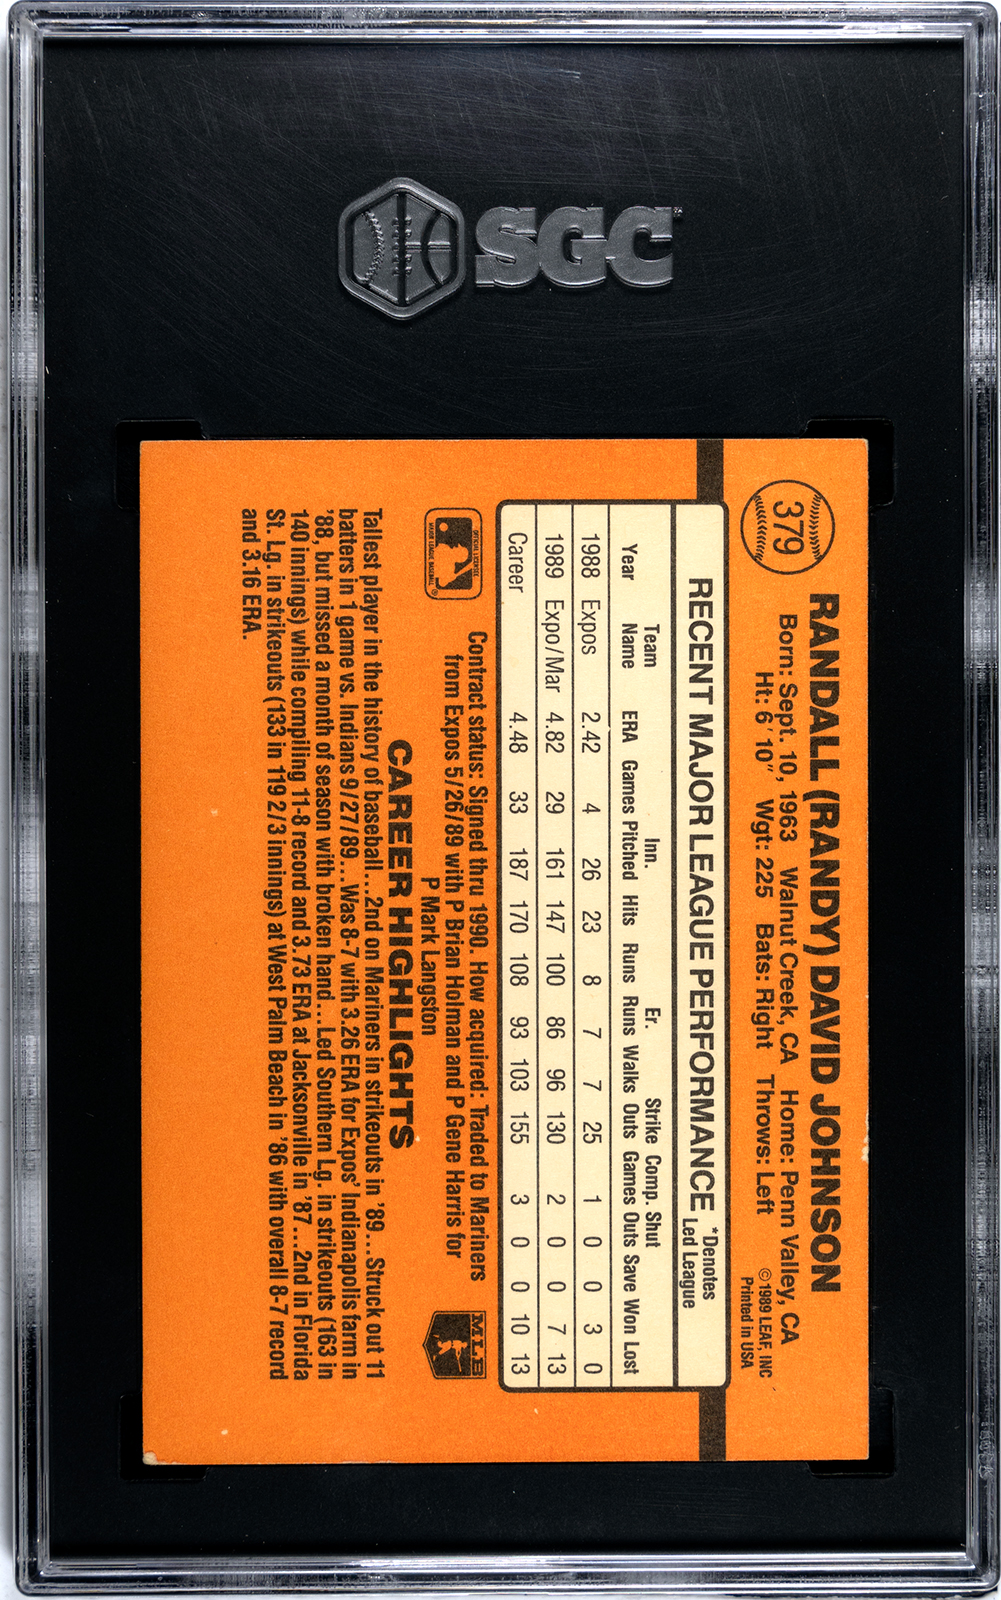 SGC
379
RANDALL (RANDY) DAVID JOHNSON
Born: Sept. 10, 1963 Walnut Creek, CA Home: Penn Valley, CA
Ht: 6'10" Wgt: 225 Bats: Right Throws: Left
©1989 LEAF, INC
Printed in USA
RECENT MAJOR LEAGUE PERFORMANCE *Denotes Led League
Year Team Name ERA Games Inn. Pitched Hits Runs Er. Runs Walks Strike Outs Comp. Games Shut Outs Save Won Lost
1988 Expos 2.42 4 26 23 8 7 7 25 1 0 0 3 0
1989 Expo/Mar 4.82 29 161 147 100 86 96 130 2 0 0 7 13
Career 4.48 33 187 170 108 93 103 155 3 0 0 10 13
OFFICIAL LICENSEE
MAJOR LEAGUE BASEBALL
Contract status: Signed thru 1990. How acquired: Traded to Mariners
from Expos 5/26/89 with P Brian Holman and P Gene Harris for
P Mark Langston
MLB
CAREER HIGHLIGHTS
Tallest player in the history of baseball...2nd on Mariners in strikeouts in '89...Struck out 11
batters in 1 game vs. Indians 9/27/89...Was 8-7 with 3.26 ERA for Expos' Indianapolis farm in
'88, but missed a month of season with broken hand...Led Southern Lg. in strikeouts (163 in
140 innings) while compiling 11-8 record and 3.73 ERA at Jacksonville in '87...2nd in Florida
St. Lg. in strikeouts (133 in 119 2/3 innings) at West Palm Beach in '86 with overall 8-7 record
and 3.16 ERA.